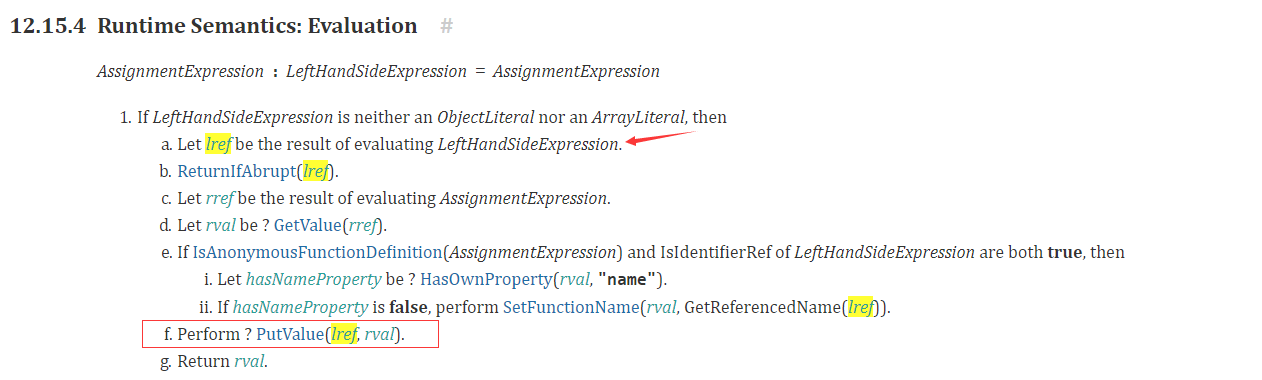 12.15.4 Runtime Semantics: Evaluation #
AssignmentExpression : LeftHandSideExpression = AssignmentExpression
1. If LeftHandSideExpression is neither an ObjectLiteral nor an ArrayLiteral, then
a. Let lref be the result of evaluating LeftHandSideExpression.
b. ReturnIfAbrupt(lref).
c. Let rref be the result of evaluating AssignmentExpression.
d. Let rval be ? GetValue(rref).
e. If IsAnonymousFunctionDefinition(AssignmentExpression) and IsIdentifierRef of LeftHandSideExpression are both true, then
i. Let hasNameProperty be ? HasOwnProperty(rval, "name").
ii. If hasNameProperty is false, perform SetFunctionName(rval, GetReferencedName(lref)).
f. Perform ? PutValue(lref, rval).
g. Return rval.